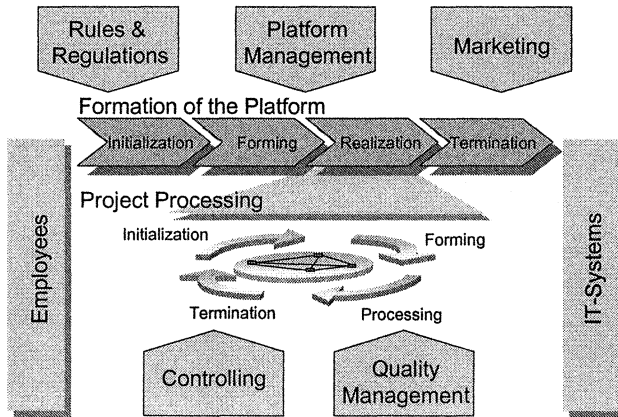 Rules &
Regulations
Platform
Management
Marketing
Formation of the Platform
Initialization
Forming
Realization
Termination
Employees
IT-Systems
Project Processing
Initialization
Forming
Termination
Processing
Controlling
Quality
Management